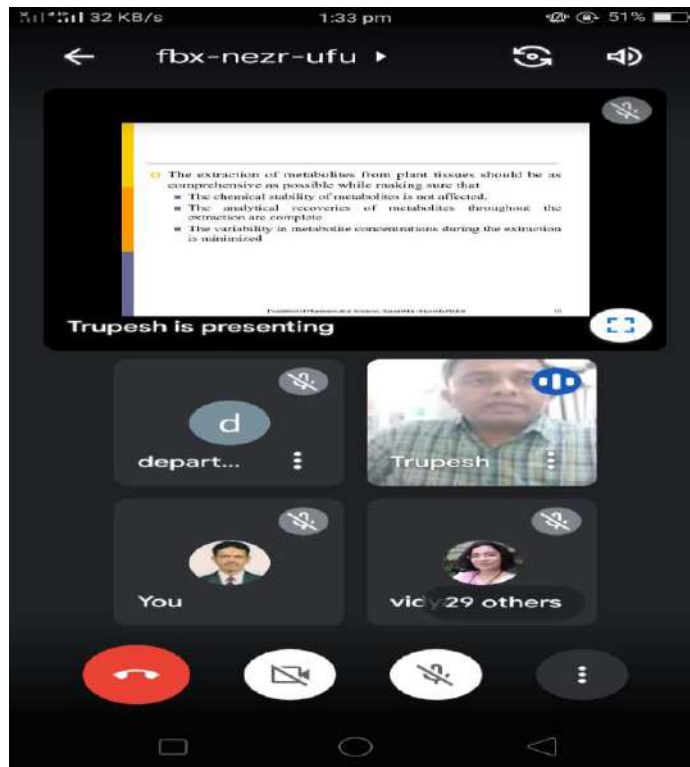 32 KB/s 1:33 pm 51%
fbx-nezr-ufu
The extraction of metabolites from plant tissues should be as
comprehensive as possible while making sure that
The chemical stability of metabolites is not affected.
The analytical recoveries of metabolites throughout the
extraction are complete
The variability in metabolite concentrations during the extraction
is minimized
Trupesh is presenting
d
depart...
Trupesh
You
29 others